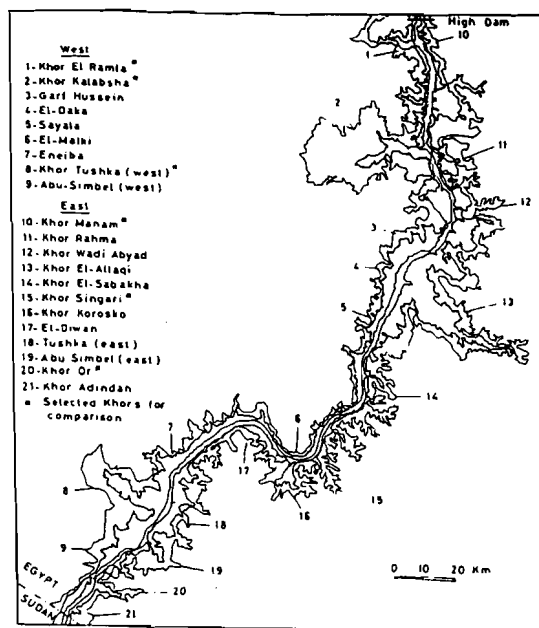 West
1-Khor El Ramla *
2-Khor Kalabsha *
3-Garf Hussein
4-El-Daka
5-Sayala
6-El-Malki
7-Eneiba
8-Khor Tushka (west) *
9-Abu-Simbel (west)
East
10-Khor Manam *
11-Khor Rahma
12-Khor Wadi Abyad
13-Khor El-Allaqi
14-Khor El-Sabakha
15-Khor Singari *
16-Khor Korosko
17-El-Diwan
18-Tushka (east)
19-Abu Simbel (east)
20-Khor Or *
21-Khor Adindan
* Selected Khors for
comparison
High Dam
10
1
2
11
12
3
4
13
5
14
6
7
17
15
16
8
18
9
19
20
21
EGYPT
SUDAN
0 10 20 Km